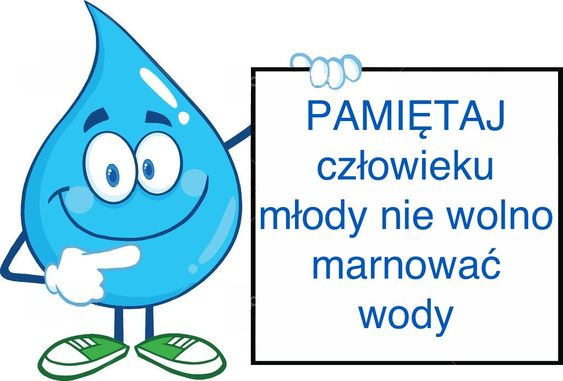 PAMIĘTAJ
człowieku
młody nie wolno
marnować
wody